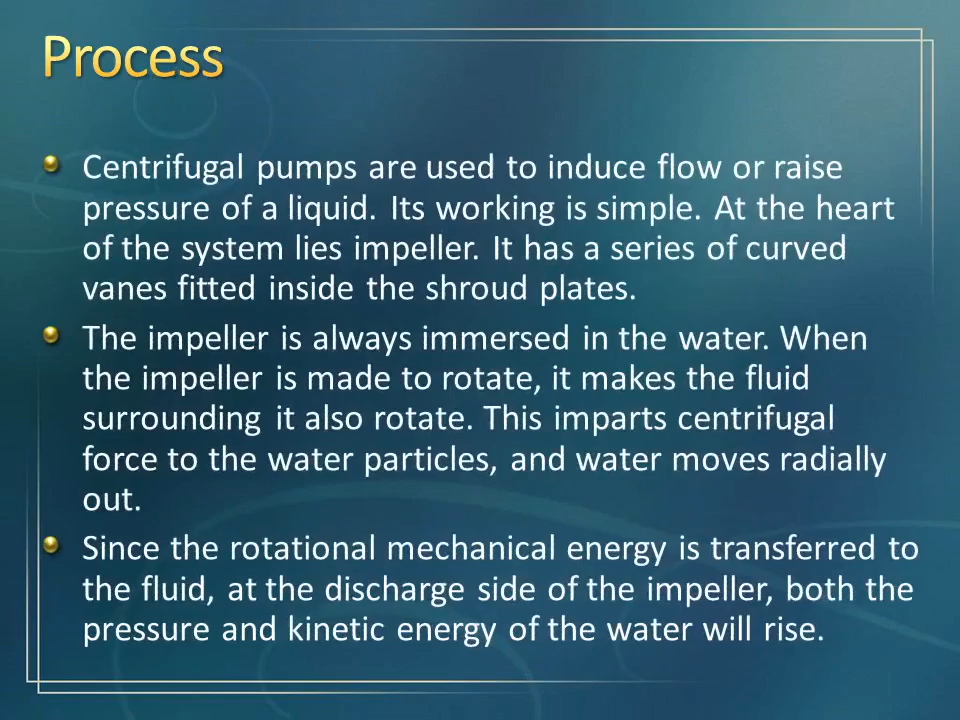 Process
Centrifugal pumps are used to induce flow or raise
pressure of a liquid. Its working is simple. At the heart
of the system lies impeller. It has a series of curved
vanes fitted inside the shroud plates.
The impeller is always immersed in the water. When
the impeller is made to rotate, it makes the fluid
surrounding it also rotate. This imparts centrifugal
force to the water particles, and water moves radially
out.
Since the rotational mechanical energy is transferred to
the fluid, at the discharge side of the impeller, both the
pressure and kinetic energy of the water will rise.